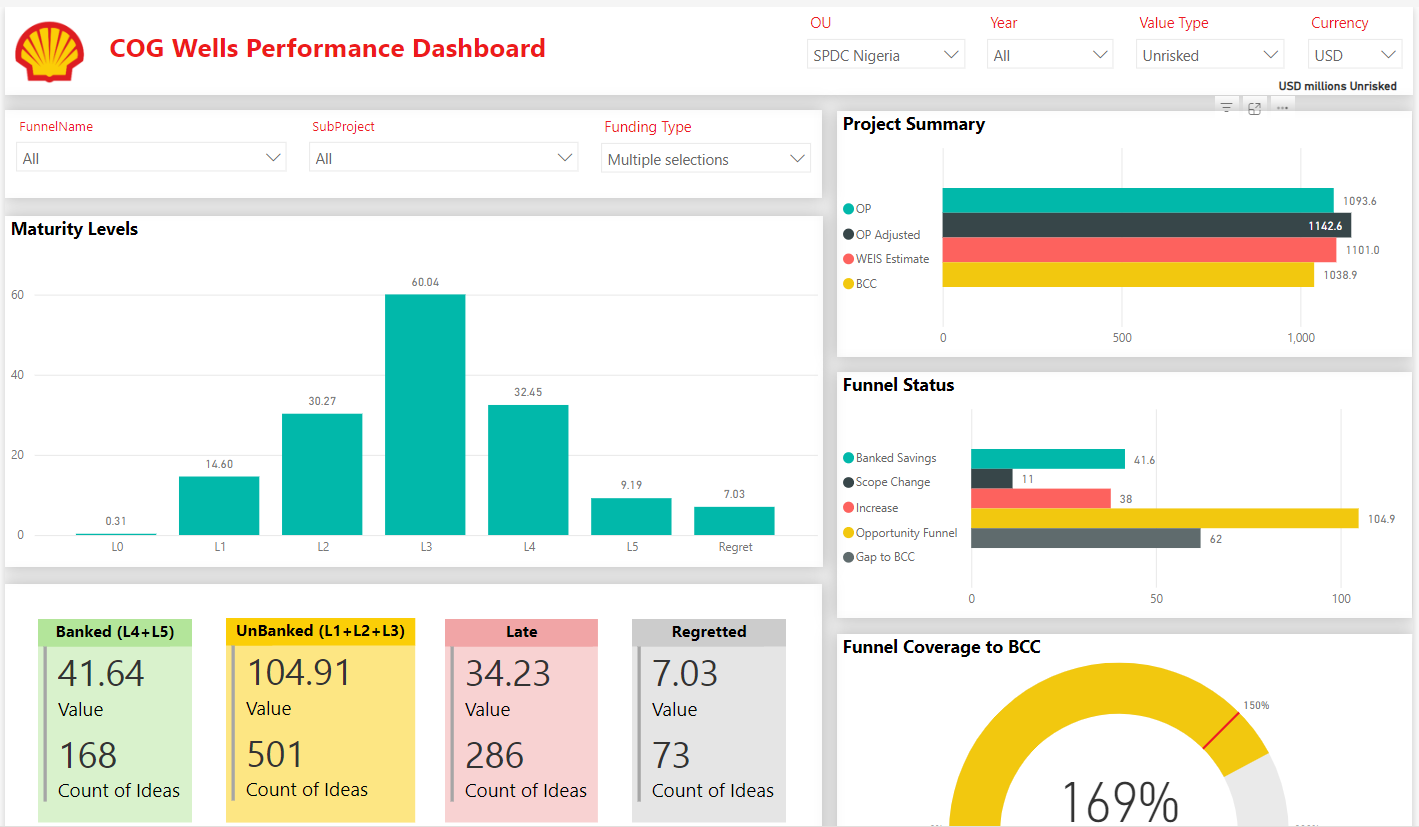 COG Wells Performance Dashboard
OU
SPDC Nigeria
Year
All
Value Type
Unrisked
Currency
USD
USD millions Unrisked
FunnelName
All
SubProject
All
Funding Type
Multiple selections
Maturity Levels
60
40
20
0
0.31
14.60
30.27
60.04
32.45
9.19
7.03
L0
L1
L2
L3
L4
L5
Regret
Banked (L4+L5)
41.64
Value
168
Count of Ideas
UnBanked (L1+L2+L3)
104.91
Value
501
Count of Ideas
Late
34.23
Value
286
Count of Ideas
Regretted
7.03
Value
73
Count of Ideas
Project Summary
OP
OP Adjusted
WEIS Estimate
BCC
1093.6
1142.6
1101.0
1038.9
0
500
1,000
Funnel Status
Banked Savings
Scope Change
Increase
Opportunity Funnel
Gap to BCC
41.6
11
38
104.9
62
0
50
100
Funnel Coverage to BCC
150%
169%